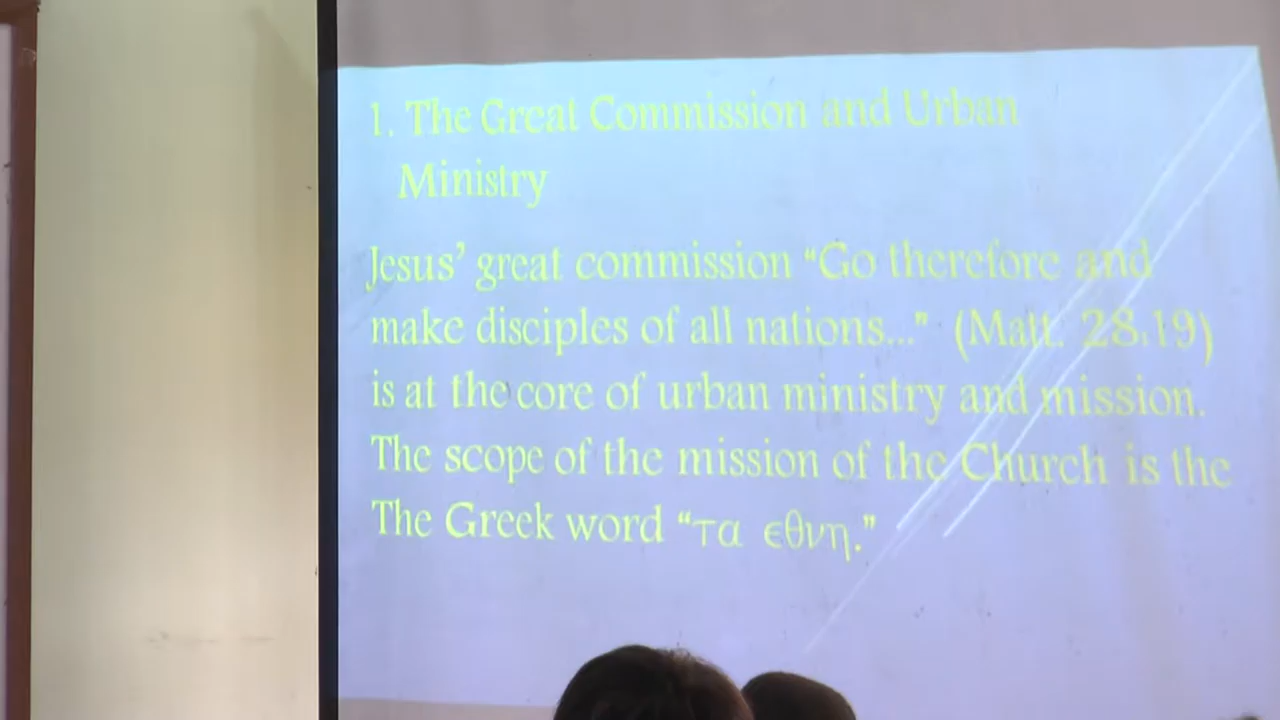 1. The Great Commission and Urban
Ministry
Jesus’ great commission “Go therefore and
make disciples of all nations...” (Matt. 28:19)
is at the core of urban ministry and mission.
The scope of the mission of the Church is the
The Greek word “τα εθνη.”